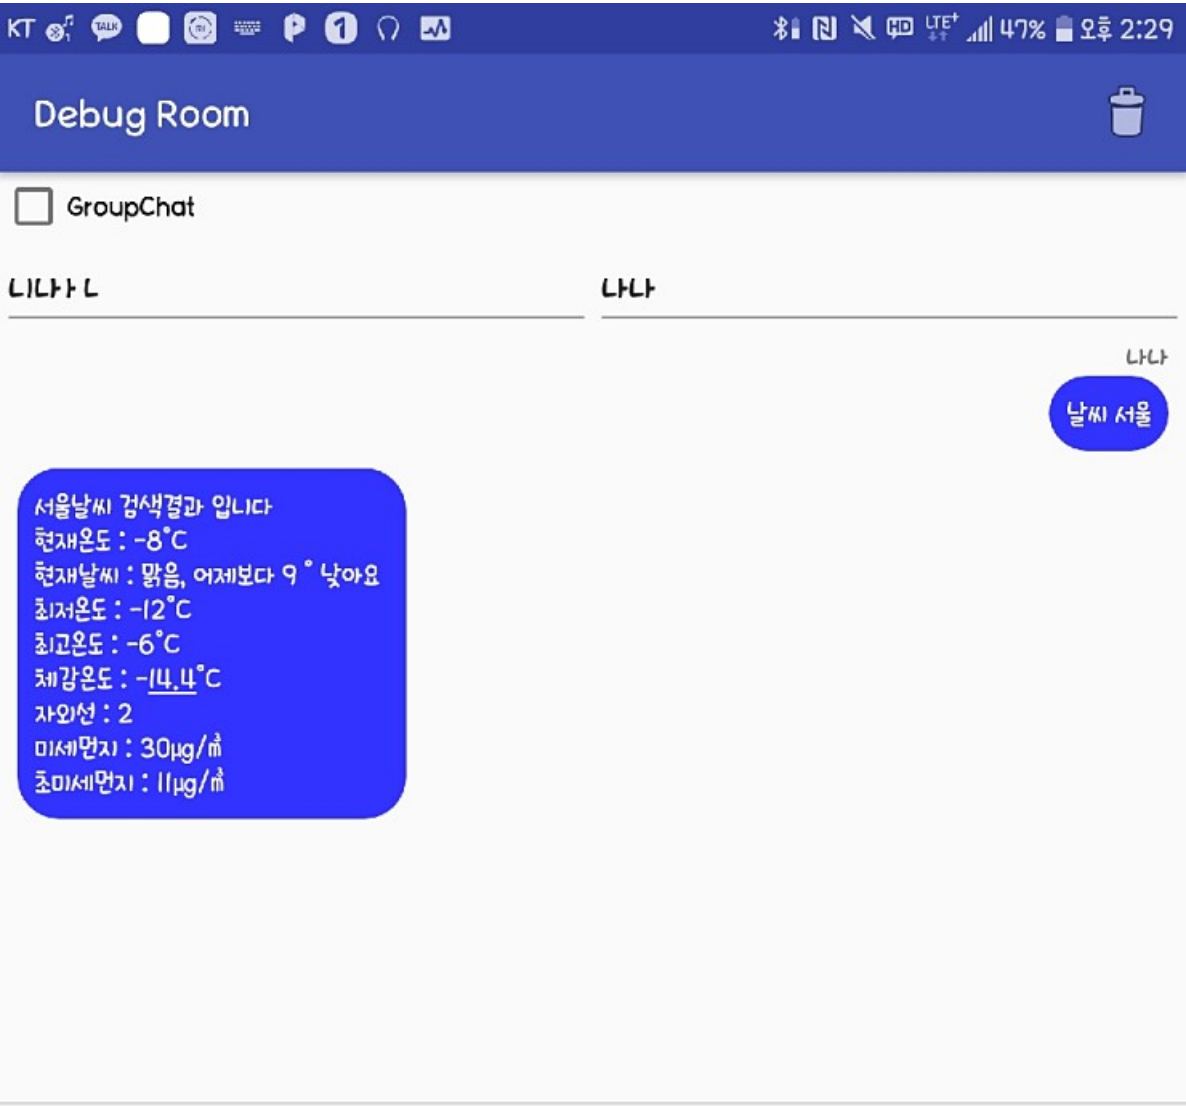 KT TALK 1 LTE+ 47% 오후 2:29
Debug Room
GroupChat
니나ㅏㄴ 나나
나나
날씨 서울
서울날씨 검색결과 입니다
현재온도 : -8°C
현재날씨 : 맑음, 어제보다 9 ° 낮아요
최저온도 : -12°C
최고온도 : -6°C
체감온도 : -14.4°C
자외선 : 2
미세먼지 : 30μg/㎥
초미세먼지 : 11μg/㎥